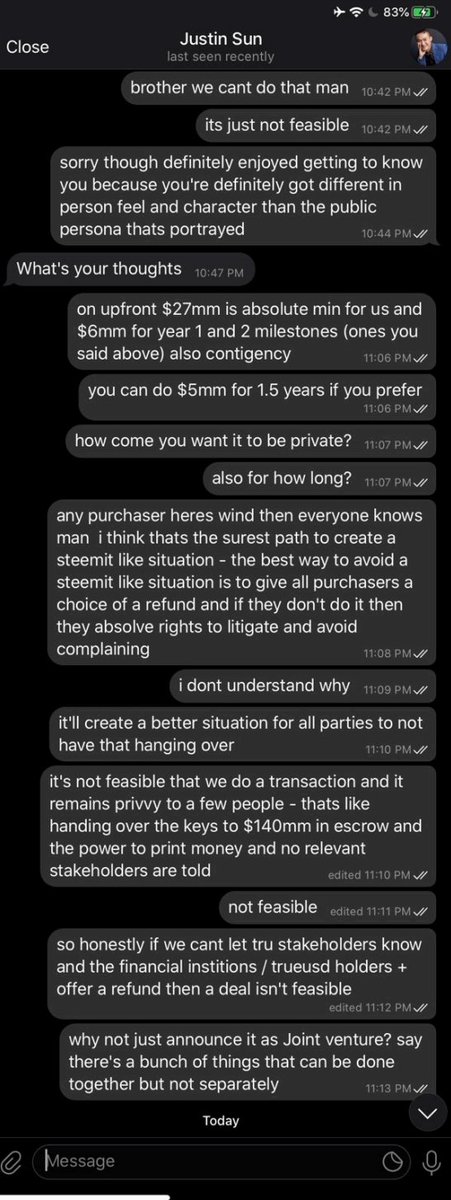 83%
Close
Justin Sun
last seen recently
brother we cant do that man 10:42 PM
its just not feasible 10:42 PM
sorry though definitely enjoyed getting to know
you because you're definitely got different in
person feel and character than the public
persona thats portrayed 10:44 PM
What's your thoughts 10:47 PM
on upfront $27mm is absolute min for us and
$6mm for year 1 and 2 milestones (ones you
said above) also contigency 11:06 PM
you can do $5mm for 1.5 years if you prefer
11:06 PM
how come you want it to be private? 11:07 PM
also for how long? 11:07 PM
any purchaser heres wind then everyone knows
man i think thats the surest path to create a
steemit like situation - the best way to avoid a
steemit like situation is to give all purchasers a
choice of a refund and if they don't do it then
they absolve rights to litigate and avoid
complaining 11:08 PM
i dont understand why 11:09 PM
it'll create a better situation for all parties to not
have that hanging over 11:10 PM
it's not feasible that we do a transaction and it
remains privvy to a few people - thats like
handing over the keys to $140mm in escrow and
the power to print money and no relevant
stakeholders are told edited 11:10 PM
not feasible edited 11:11 PM
so honestly if we cant let tru stakeholders know
and the financial institions / trueusd holders +
offer a refund then a deal isn't feasible
edited 11:12 PM
why not just announce it as Joint venture? say
there's a bunch of things that can be done
together but not separately 11:13 PM
Today
Message